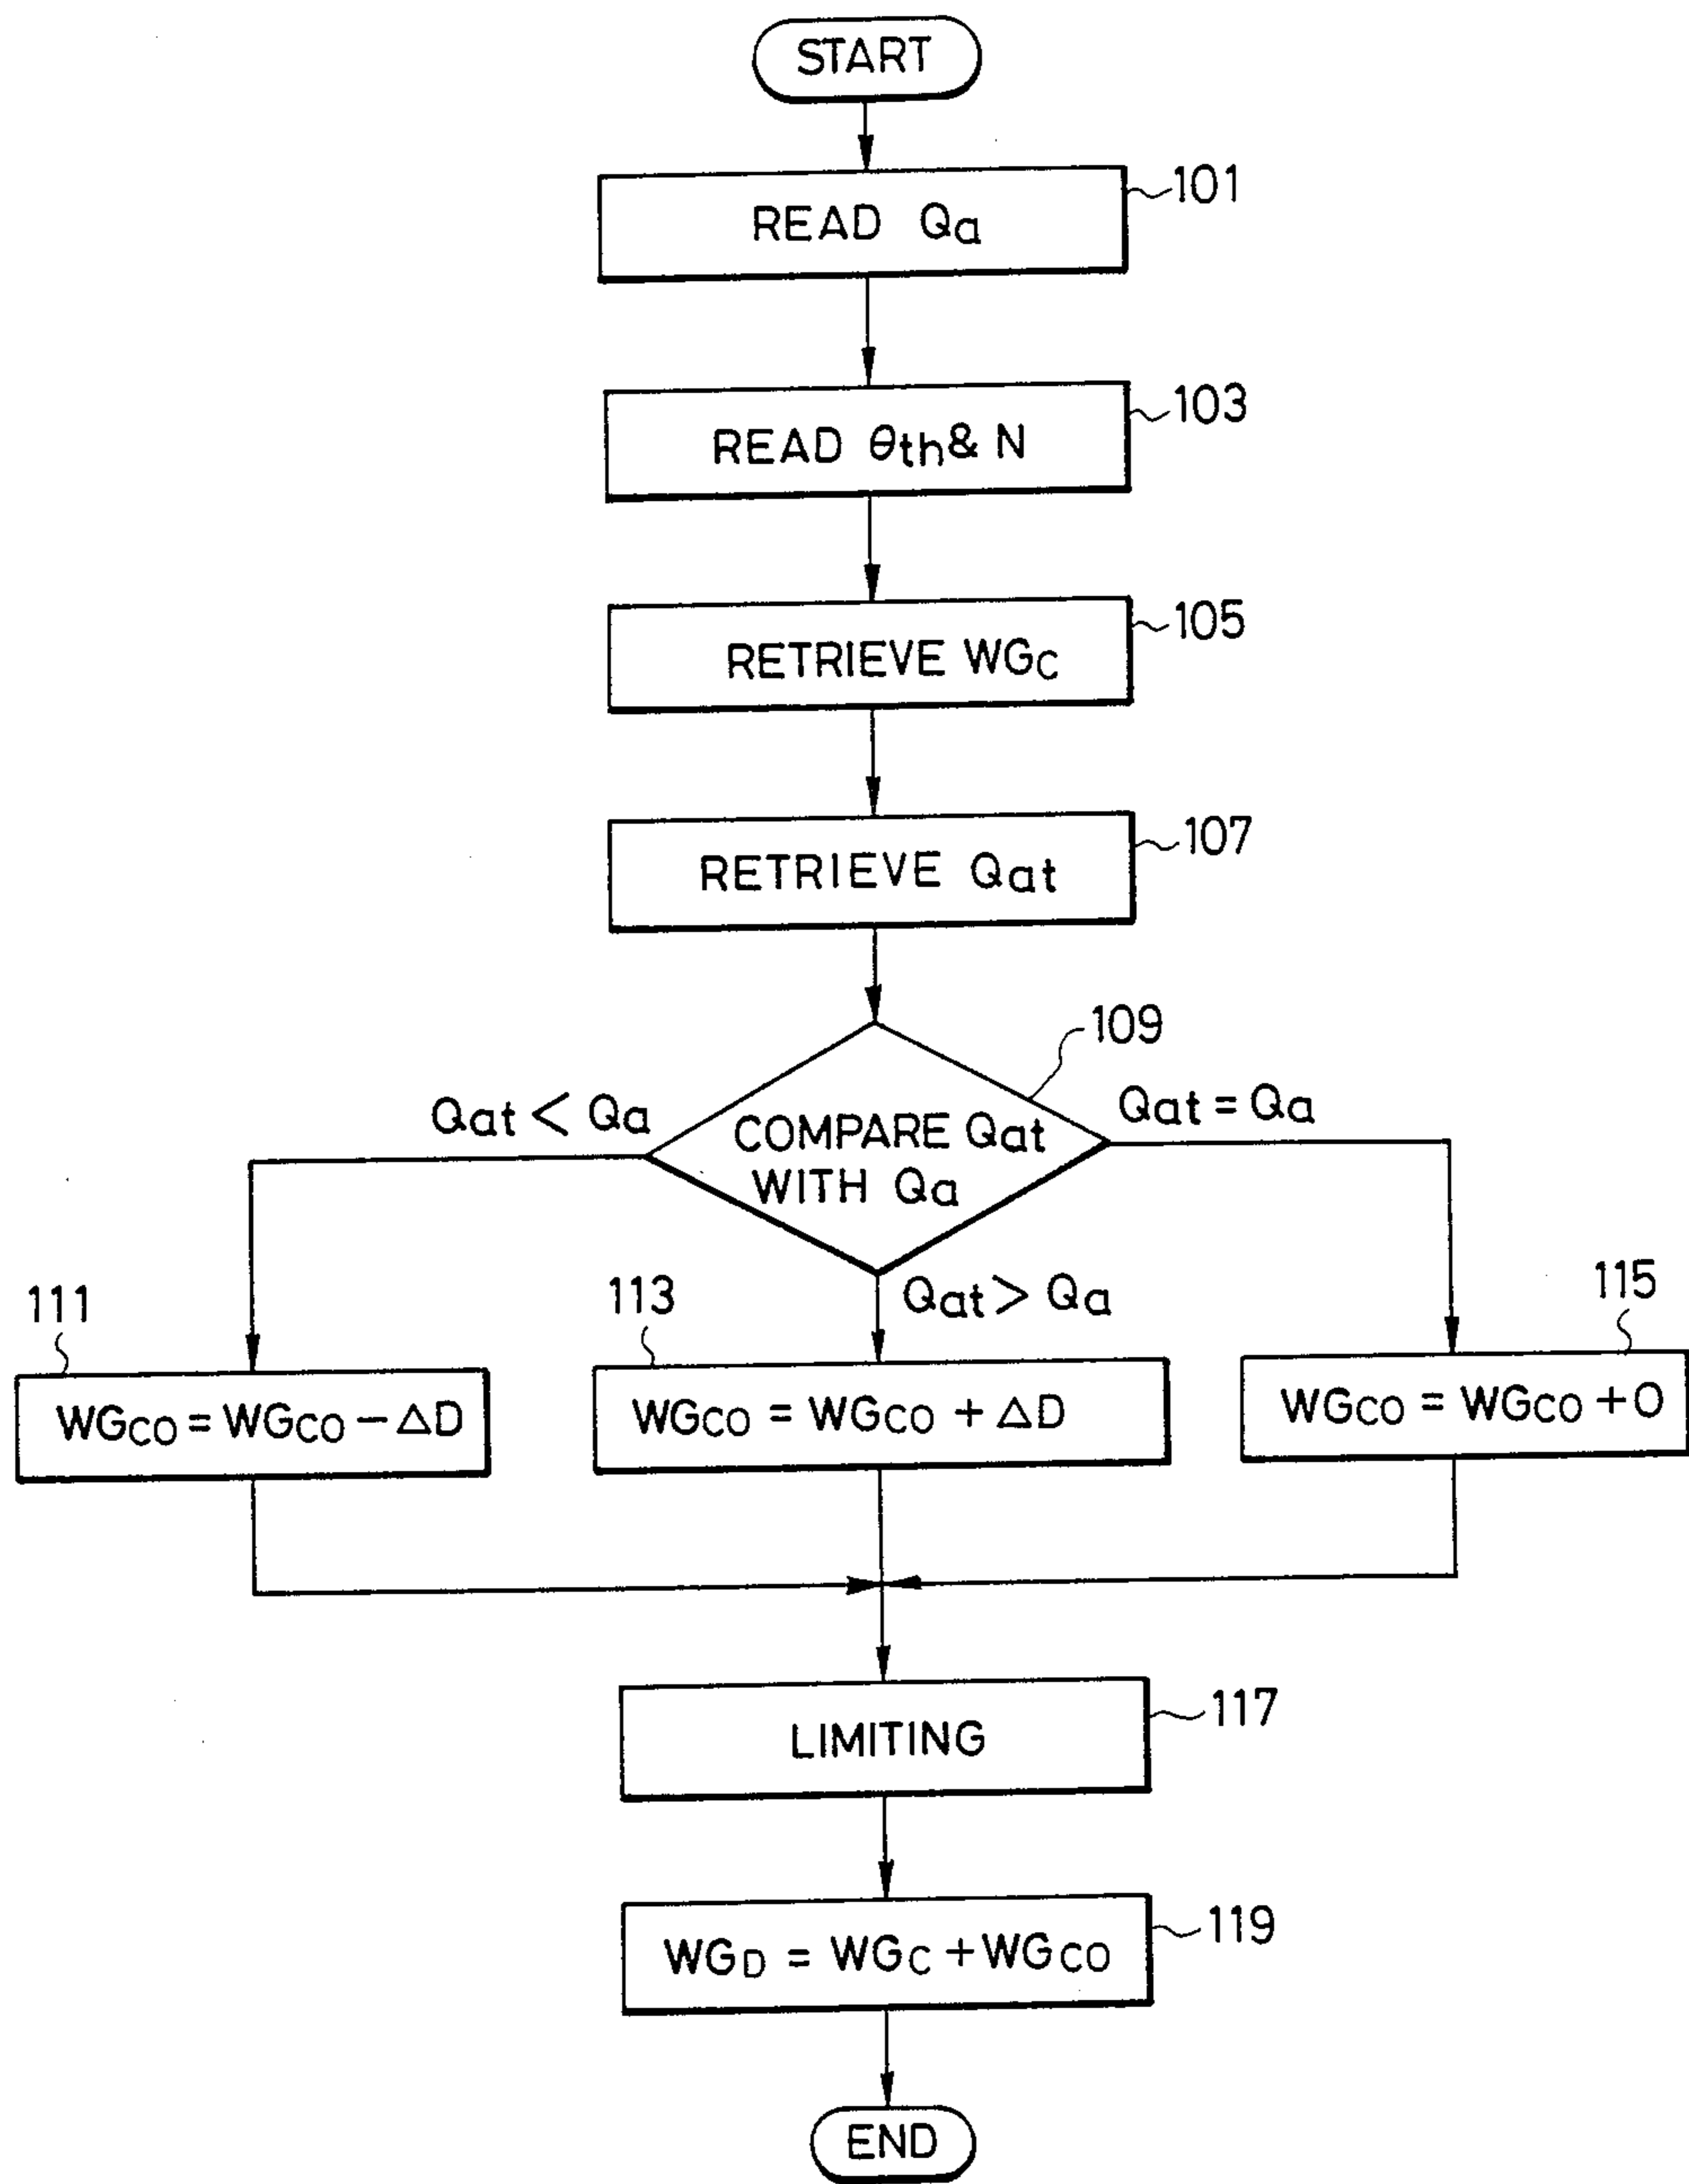 START
101
READ Qa
103
READ θth & N
105
RETRIEVE WGC
107
RETRIEVE Qat
109
Qat < Qa
Qat = Qa
COMPARE Qat
WITH Qa
Qat > Qa
111
113
115
WGCO = WGCO − ΔD
WGCO = WGCO + ΔD
WGCO = WGCO + O
117
LIMITING
119
WGD = WGC + WGCO
END